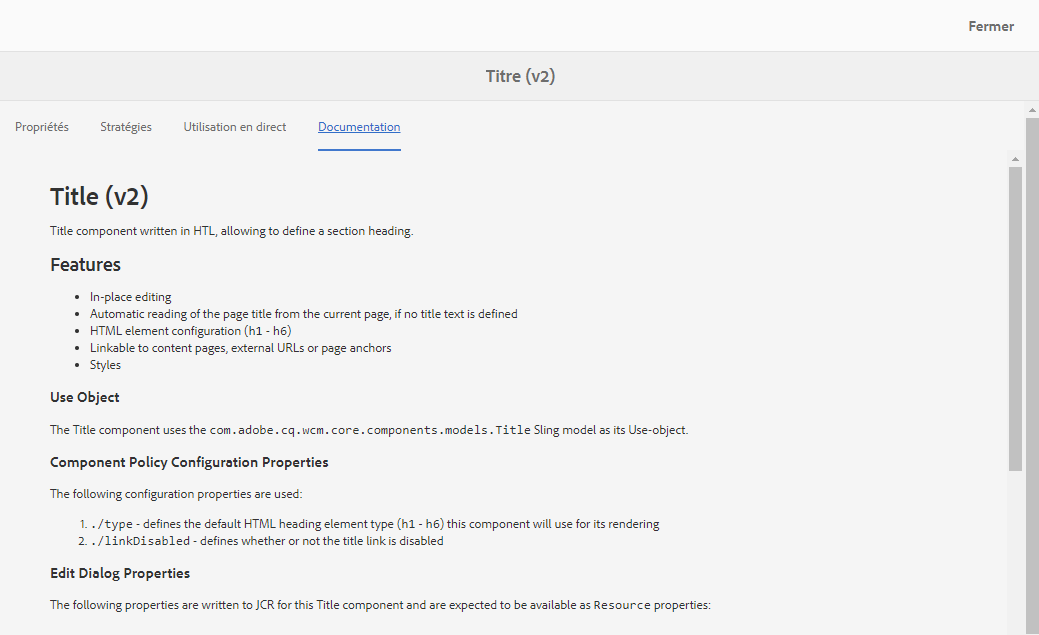 Fermer
Titre (v2)
Propriétés Stratégies Utilisation en direct Documentation
Title (v2)
Title component written in HTL, allowing to define a section heading.
Features
• In-place editing
• Automatic reading of the page title from the current page, if no title text is defined
• HTML element configuration (h1 - h6)
• Linkable to content pages, external URLs or page anchors
• Styles
Use Object
The Title component uses the com.adobe.cq.wcm.core.components.models.Title Sling model as its Use-object.
Component Policy Configuration Properties
The following configuration properties are used:
1. ./type - defines the default HTML heading element type (h1 - h6) this component will use for its rendering
2. ./linkDisabled - defines whether or not the title link is disabled
Edit Dialog Properties
The following properties are written to JCR for this Title component and are expected to be available as Resource properties: